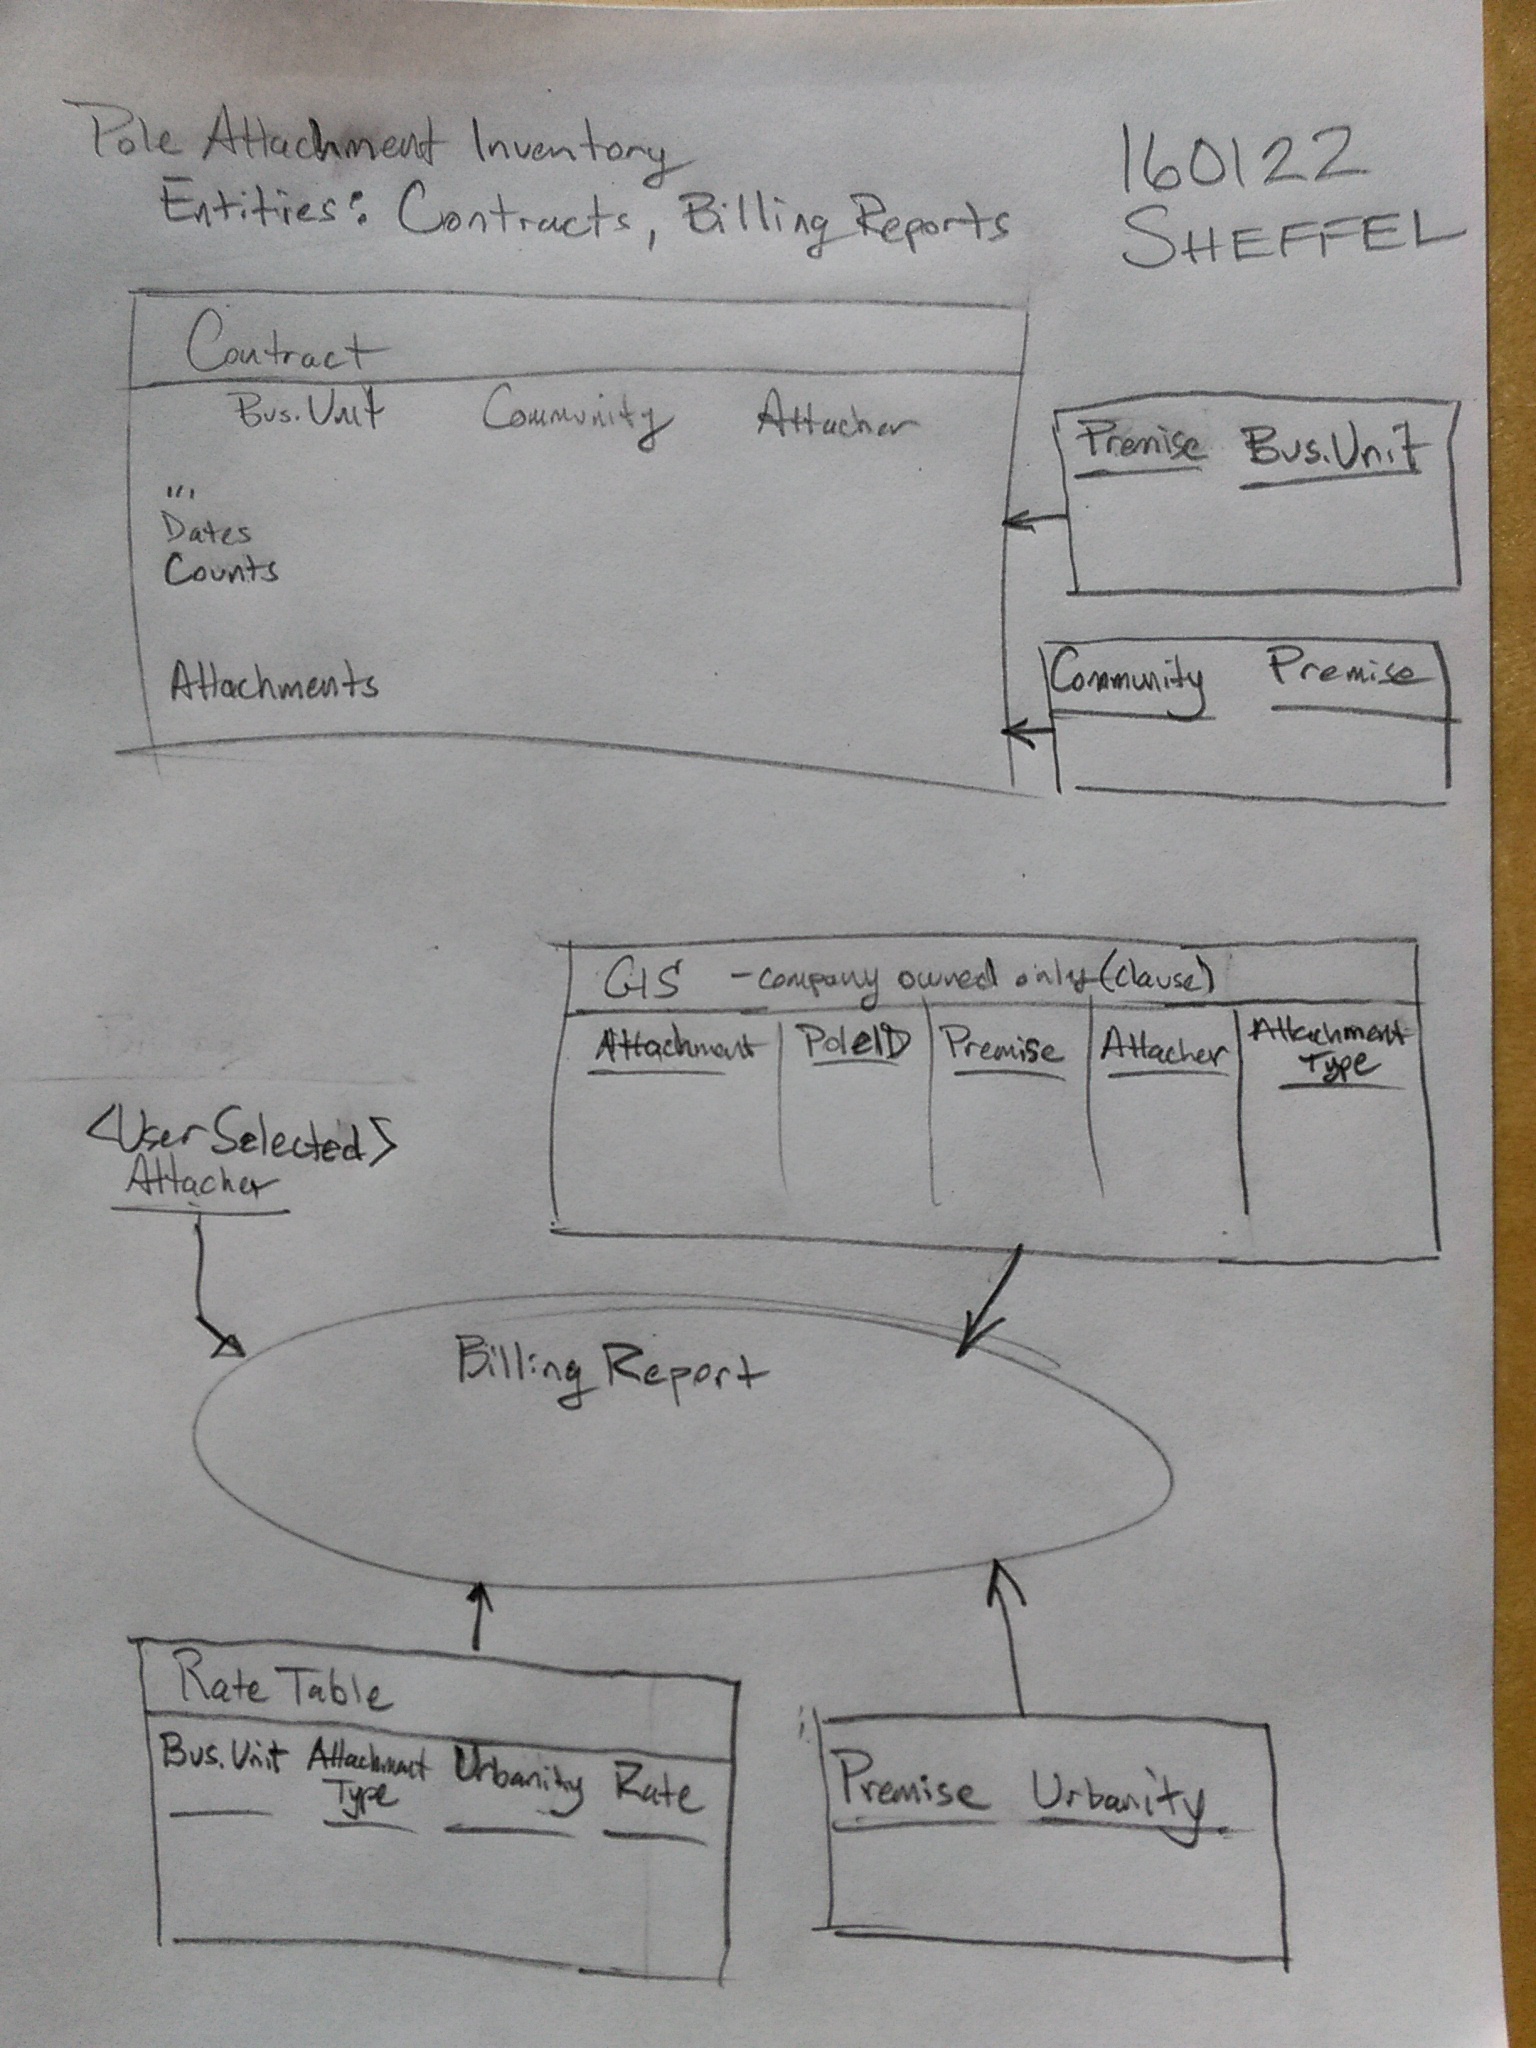 Pole Attachment Inventory
Entities: Contracts, Billing Reports
160122
SHEFFEL
Contract
Bus. Unit Community Attacher
...
Dates
Counts
Attachments
Premise Bus. Unit
Community Premise
GIS - company owned only (clause)
Attachment PoleID Premise Attacher Attachment
Type
<User Selected>
Attacher
Billing Report
Rate Table
Bus. Unit Attachment Urbanity Rate
Type
Premise Urbanity